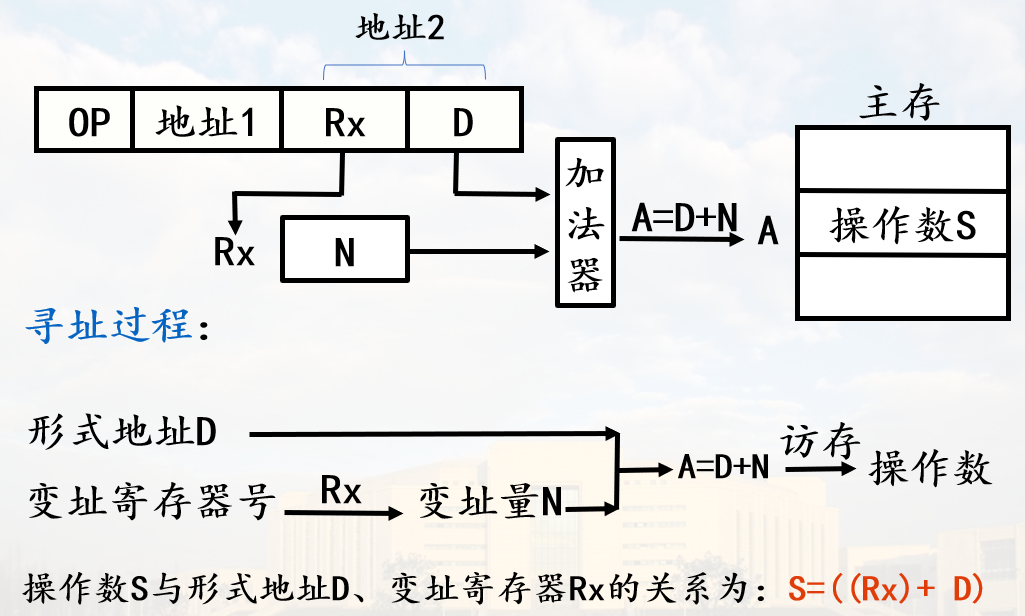 地址2
OP 地址1 Rx D
主存
加法器
A=D+N A
操作数S
Rx N
寻址过程：
形式地址D
变址寄存器号 Rx 变址量N
A=D+N 访存 操作数
操作数S与形式地址D、变址寄存器Rx的关系为：S=((Rx)+ D)